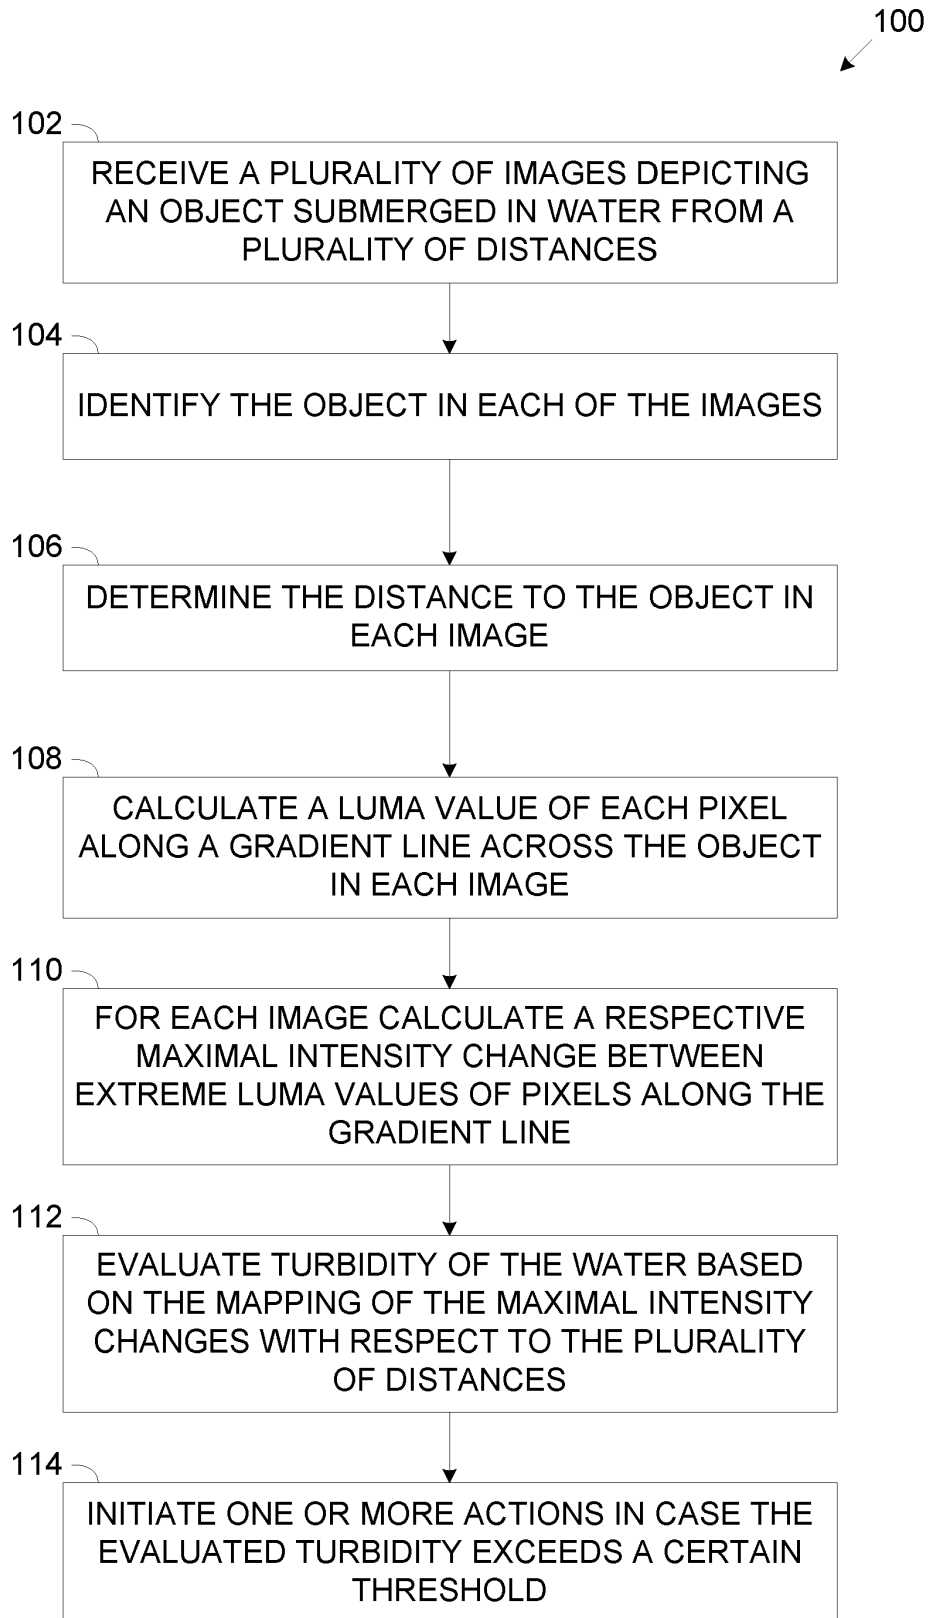 100
102
RECEIVE A PLURALITY OF IMAGES DEPICTING
AN OBJECT SUBMERGED IN WATER FROM A
PLURALITY OF DISTANCES
104
IDENTIFY THE OBJECT IN EACH OF THE IMAGES
106
DETERMINE THE DISTANCE TO THE OBJECT IN
EACH IMAGE
108
CALCULATE A LUMA VALUE OF EACH PIXEL
ALONG A GRADIENT LINE ACROSS THE OBJECT
IN EACH IMAGE
110
FOR EACH IMAGE CALCULATE A RESPECTIVE
MAXIMAL INTENSITY CHANGE BETWEEN
EXTREME LUMA VALUES OF PIXELS ALONG THE
GRADIENT LINE
112
EVALUATE TURBIDITY OF THE WATER BASED
ON THE MAPPING OF THE MAXIMAL INTENSITY
CHANGES WITH RESPECT TO THE PLURALITY
OF DISTANCES
114
INITIATE ONE OR MORE ACTIONS IN CASE THE
EVALUATED TURBIDITY EXCEEDS A CERTAIN
THRESHOLD